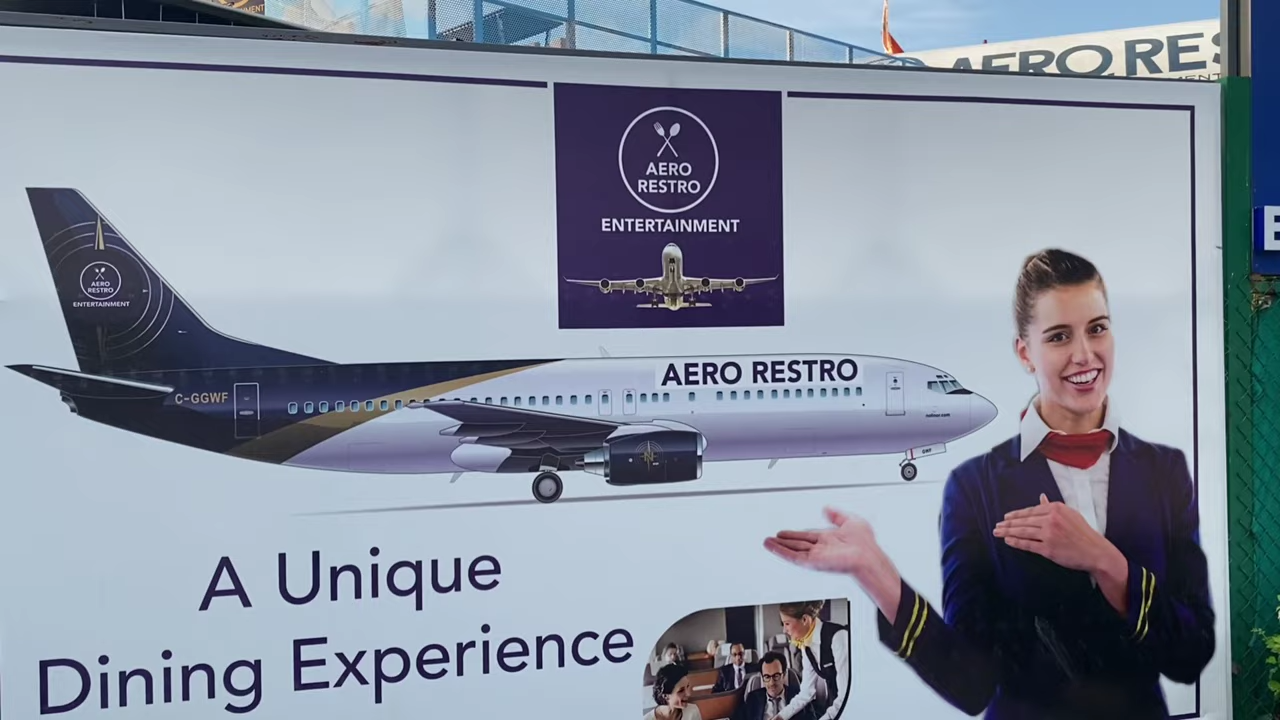 AERO RES
AERO
RESTRO
ENTERTAINMENT
AERO
RESTRO
ENTERTAINMENT
AERO RESTRO
C-GGWF
A Unique
Dining Experience